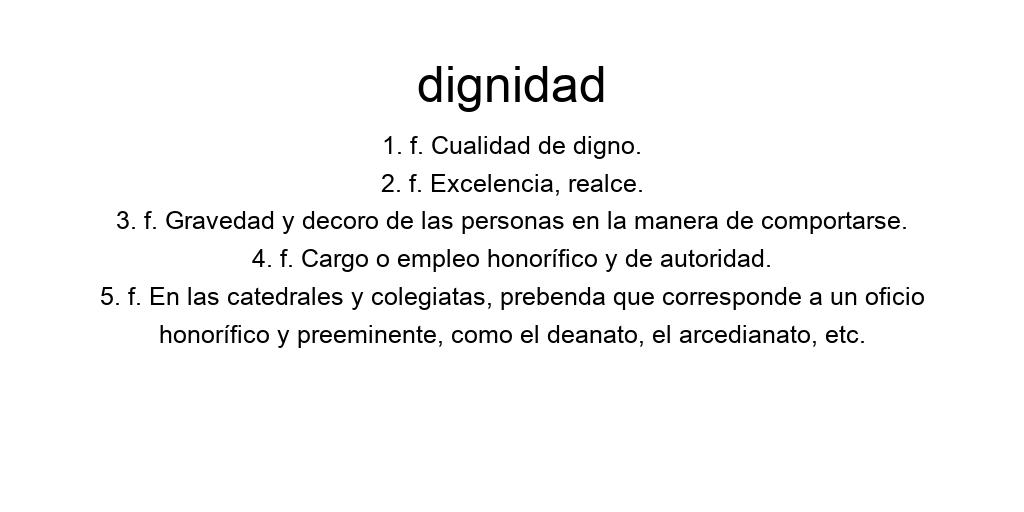 dignidad
1. f. Cualidad de digno.
2. f. Excelencia, realce.
3. f. Gravedad y decoro de las personas en la manera de comportarse.
4. f. Cargo o empleo honorífico y de autoridad.
5. f. En las catedrales y colegiatas, prebenda que corresponde a un oficio
honorífico y preeminente, como el deanato, el arcedianato, etc.